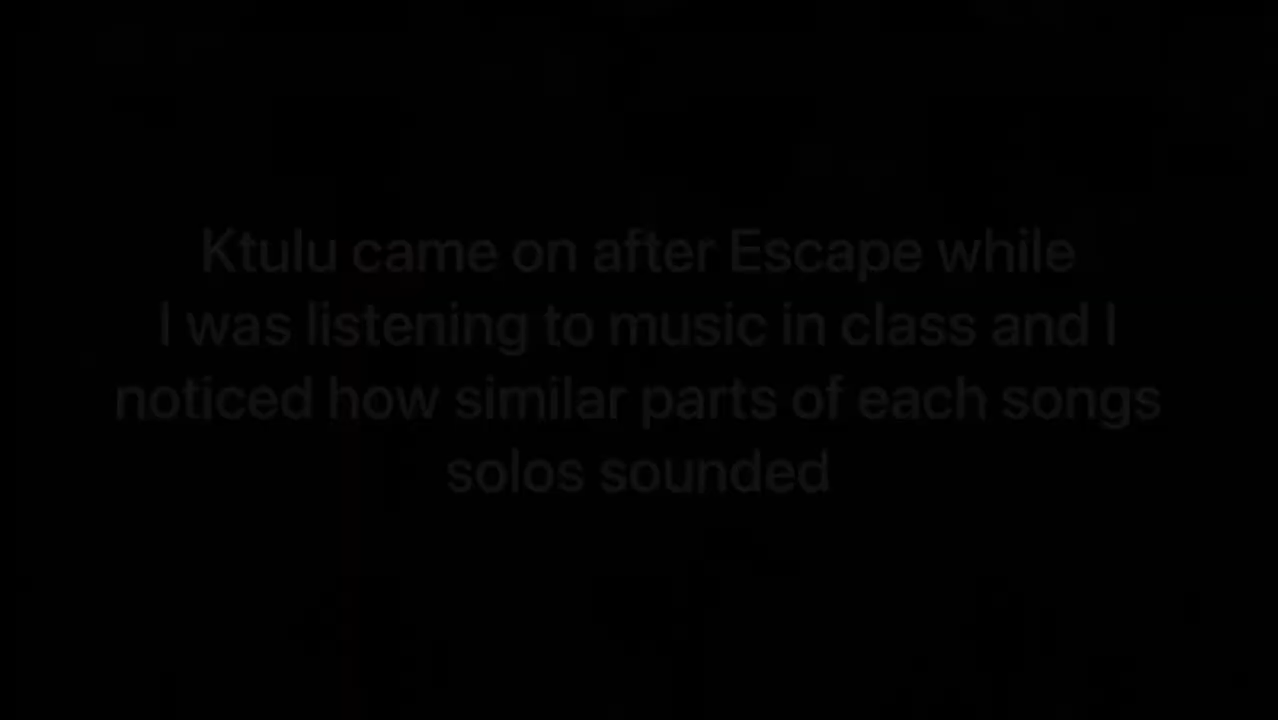 Ktulu came on after Escape while
I was listening to music in class and I
noticed how similar parts of each songs
solos sounded